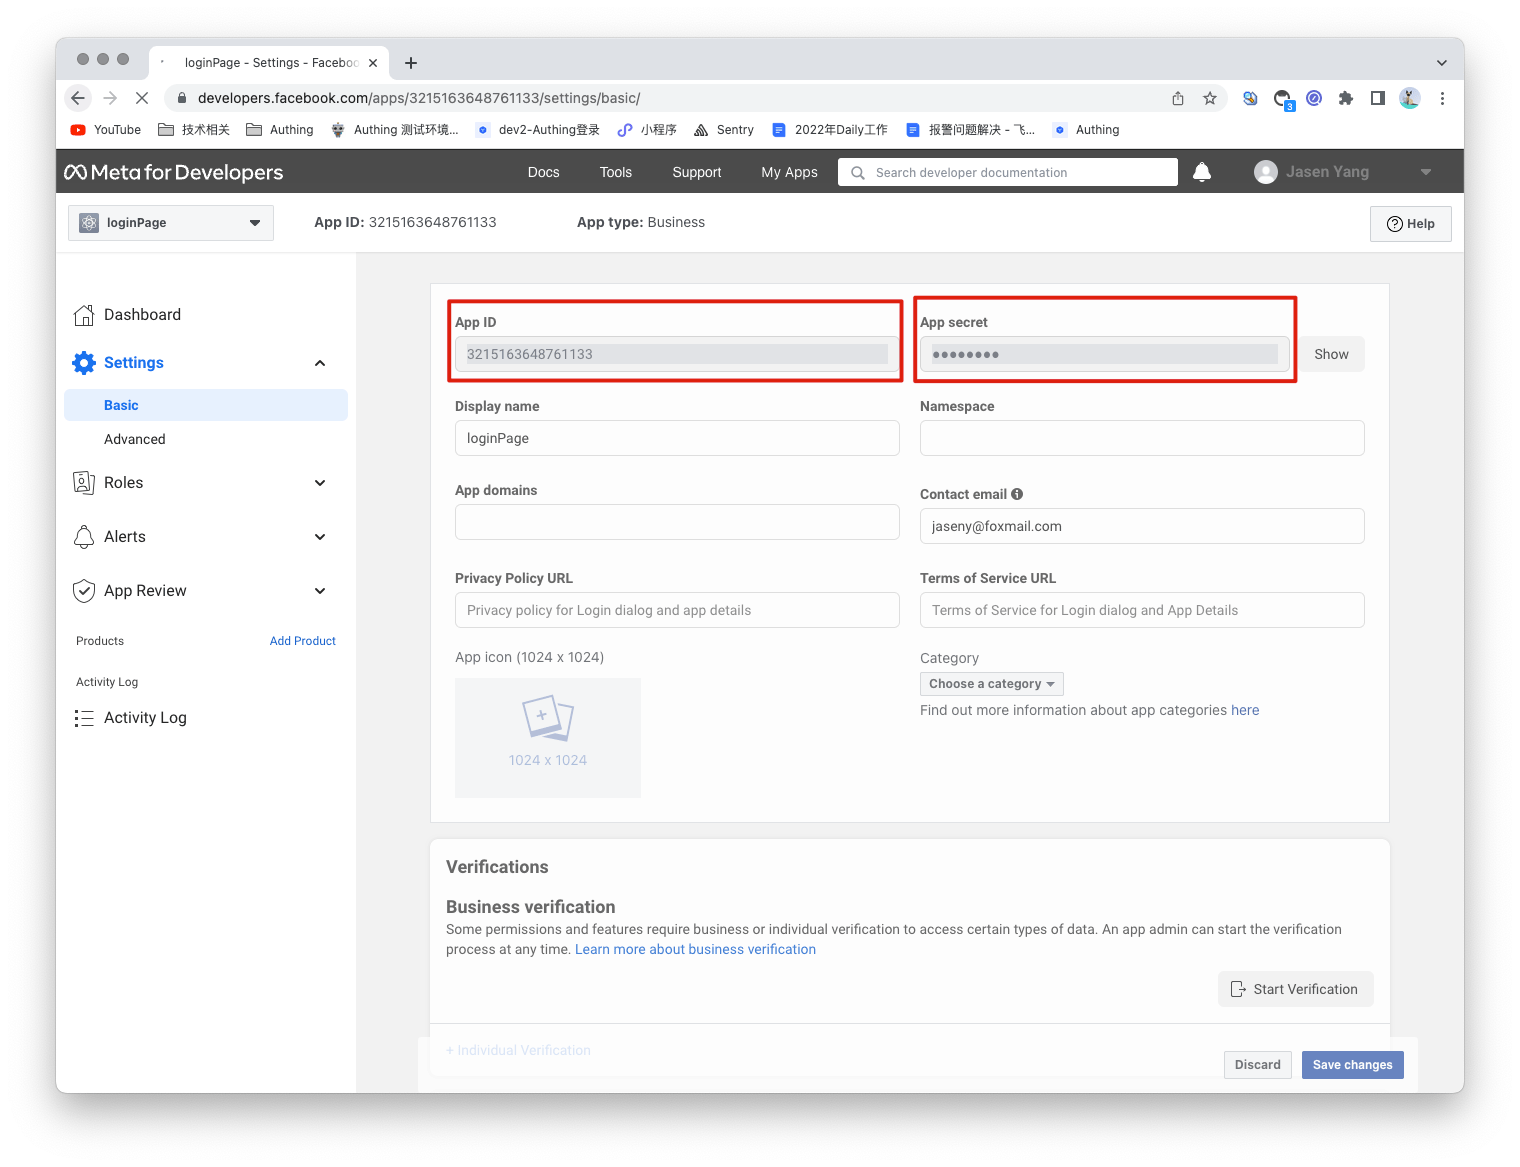 loginPage - Settings - Faceboo
developers.facebook.com/apps/3215163648761133/settings/basic/
3
YouTube 技术相关 Authing Authing 测试环境... dev2-Authing登录 小程序 Sentry 2022年Daily工作 报警问题解决 - 飞... Authing
Meta for Developers Docs Tools Support My Apps Search developer documentation Jasen Yang
loginPage App ID: 3215163648761133 App type: Business Help
Dashboard
Settings
Basic
Advanced
Roles
Alerts
App Review
Products Add Product
Activity Log
Activity Log
App ID
3215163648761133
App secret
●●●●●●●● Show
Display name
loginPage
Namespace
App domains
Contact email
jaseny@foxmail.com
Privacy Policy URL
Privacy policy for Login dialog and app details
Terms of Service URL
Terms of Service for Login dialog and App Details
App icon (1024 x 1024)
1024 x 1024
Category
Choose a category
Find out more information about app categories here
Verifications
Business verification
Some permissions and features require business or individual verification to access certain types of data. An app admin can start the verification
process at any time. Learn more about business verification
Start Verification
+ Individual Verification
Discard Save changes